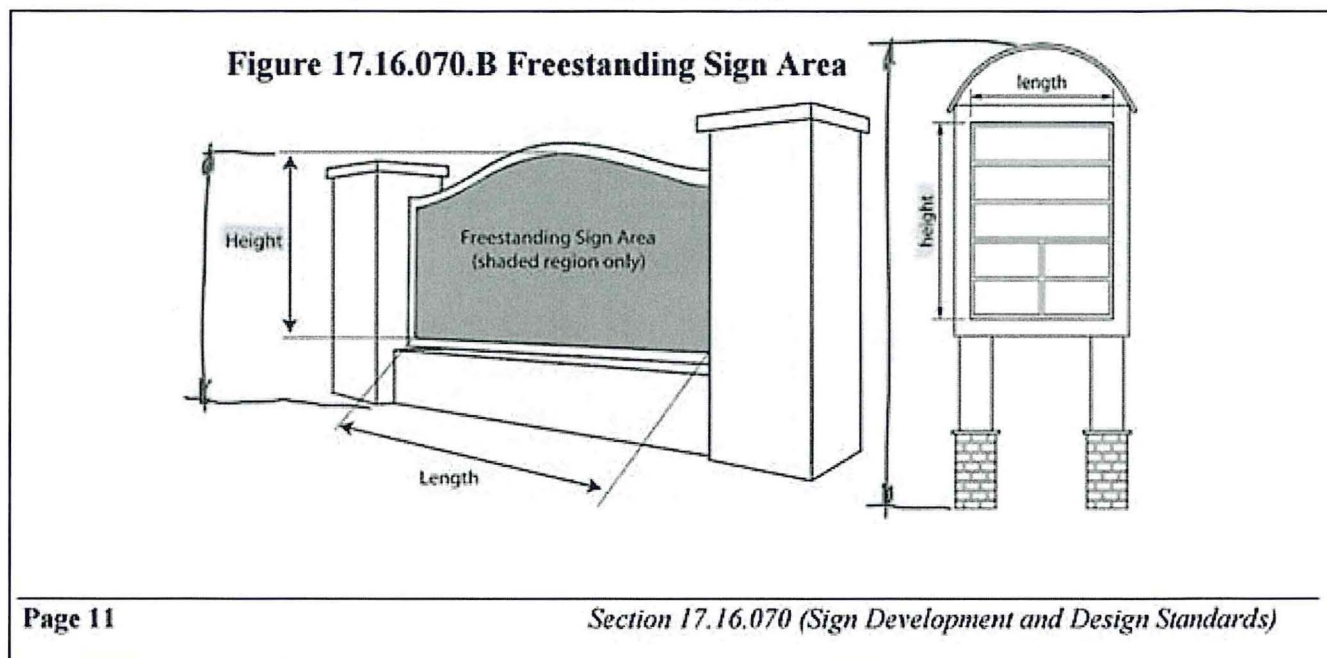 Figure 17.16.070.B Freestanding Sign Area
length
height
Height
Freestanding Sign Area
(shaded region only)
Length
Page 11
Section 17.16.070 (Sign Development and Design Standards)